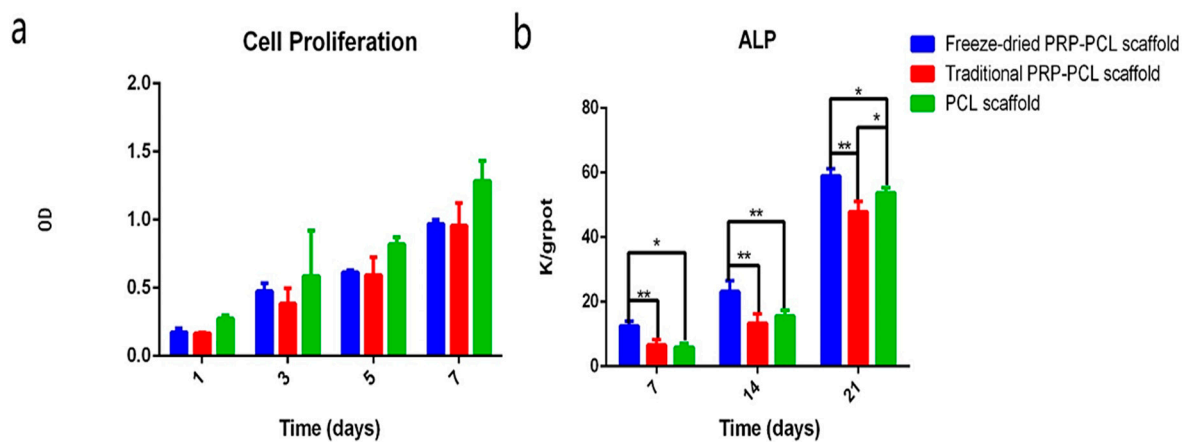 a
Cell Proliferation
OD
2.0
1.5
1.0
0.5
0.0
1 3 5 7
Time (days)
b
ALP
K/grpot
80
60
40
20
0
* ** ** ** * ** *
7 14 21
Time (days)
Freeze-dried PRP-PCL scaffold
Traditional PRP-PCL scaffold
PCL scaffold